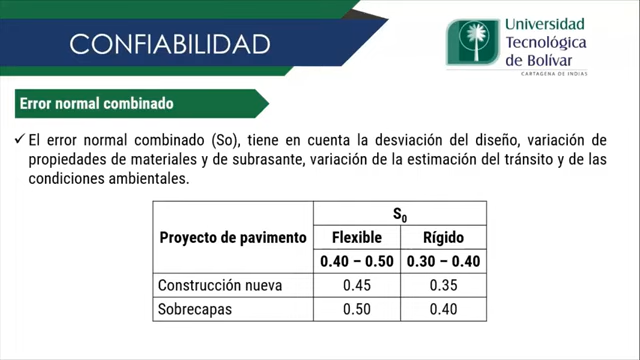 CONFIABILIDAD
Universidad
Tecnológica
de Bolívar
CARTAGENA DE INDIAS
Error normal combinado
✓ El error normal combinado (So), tiene en cuenta la desviación del diseño, variación de
propiedades de materiales y de subrasante, variación de la estimación del tránsito y de las
condiciones ambientales.
Proyecto de pavimento
S0
Flexible Rígido
0.40 – 0.50 0.30 – 0.40
Construcción nueva 0.45 0.35
Sobrecapas 0.50 0.40